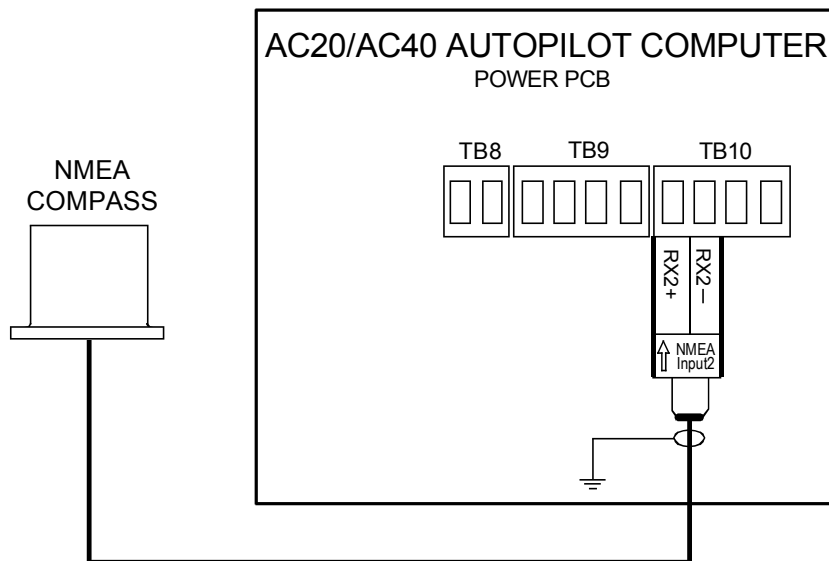 AC20/AC40 AUTOPILOT COMPUTER
POWER PCB
TB8 TB9 TB10
NMEA
COMPASS
RX2+ RX2–
NMEA
Input2